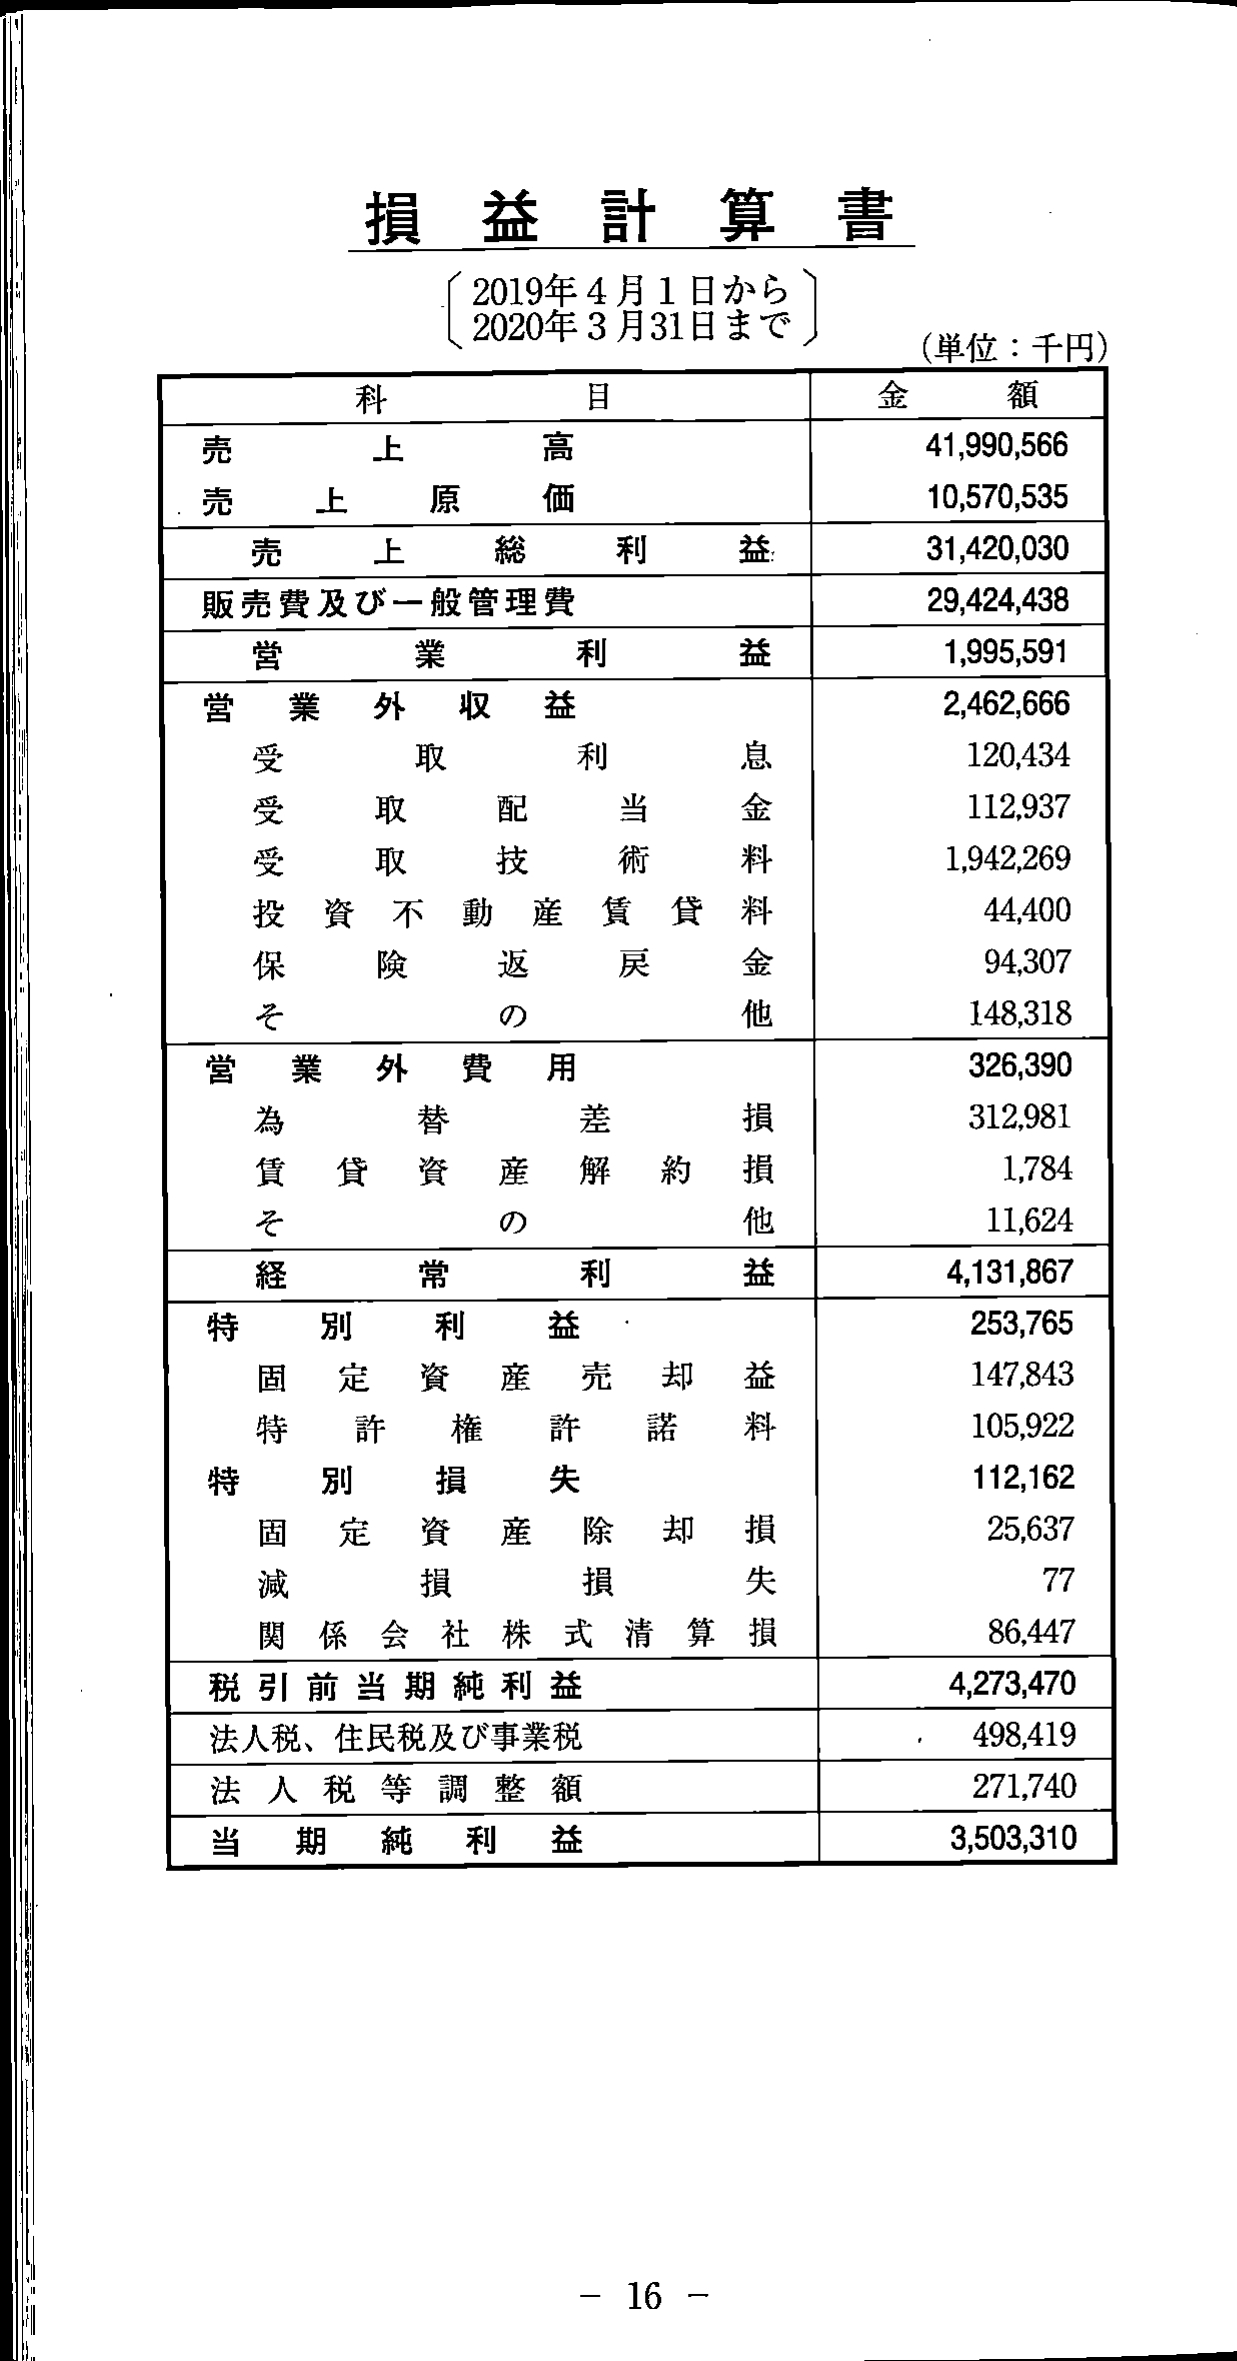 損益計算書
〔2019年４月１日から
2020年３月31日まで〕
（単位：千円）
科目 金額
売上高 41,990,566
売上原価 10,570,535
売上総利益 31,420,030
販売費及び一般管理費 29,424,438
営業利益 1,995,591
営業外収益 2,462,666
受取利息 120,434
受取配当金 112,937
受取技術料 1,942,269
投資不動産賃貸料 44,400
保険返戻金 94,307
その他 148,318
営業外費用 326,390
為替差損 312,981
賃貸資産解約損 1,784
その他 11,624
経常利益 4,131,867
特別利益 253,765
固定資産売却益 147,843
特許権許諾料 105,922
特別損失 112,162
固定資産除却損 25,637
減損損失 77
関係会社株式清算損 86,447
税引前当期純利益 4,273,470
法人税、住民税及び事業税 498,419
法人税等調整額 271,740
当期純利益 3,503,310
－ 16 －